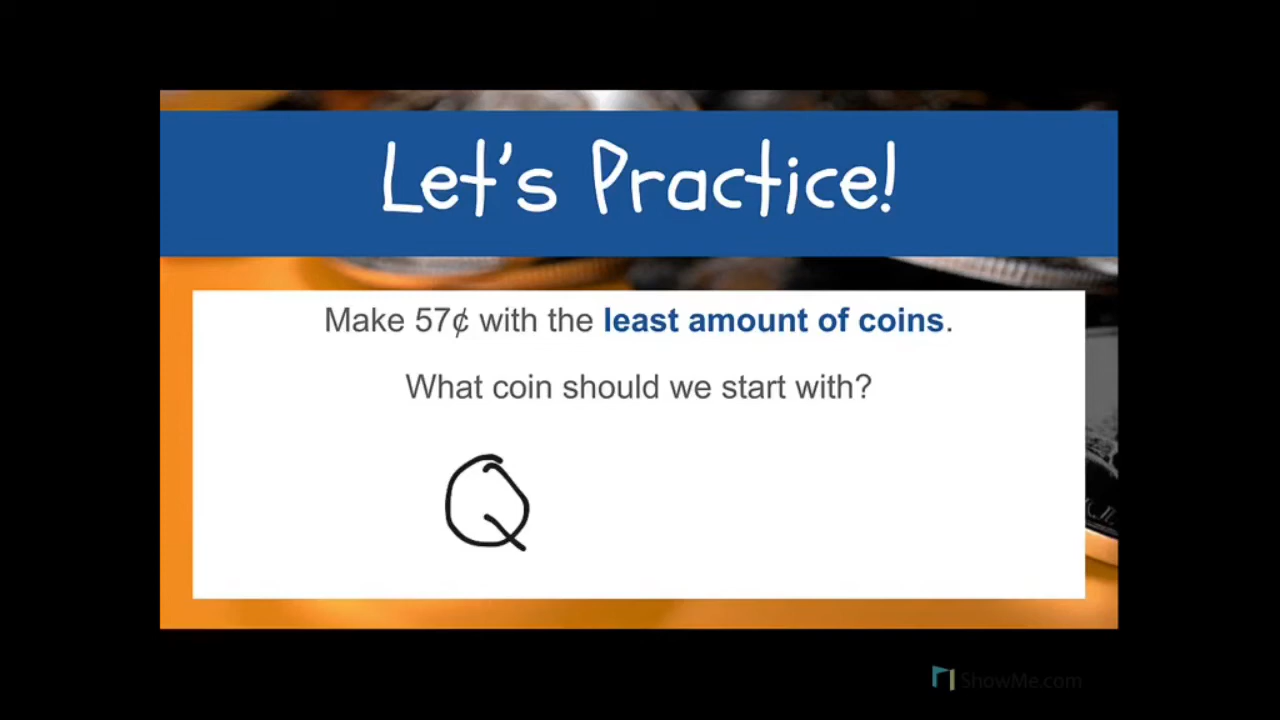 Let's Practice!
Make 57¢ with the least amount of coins.
What coin should we start with?
Q
ShowMe.com